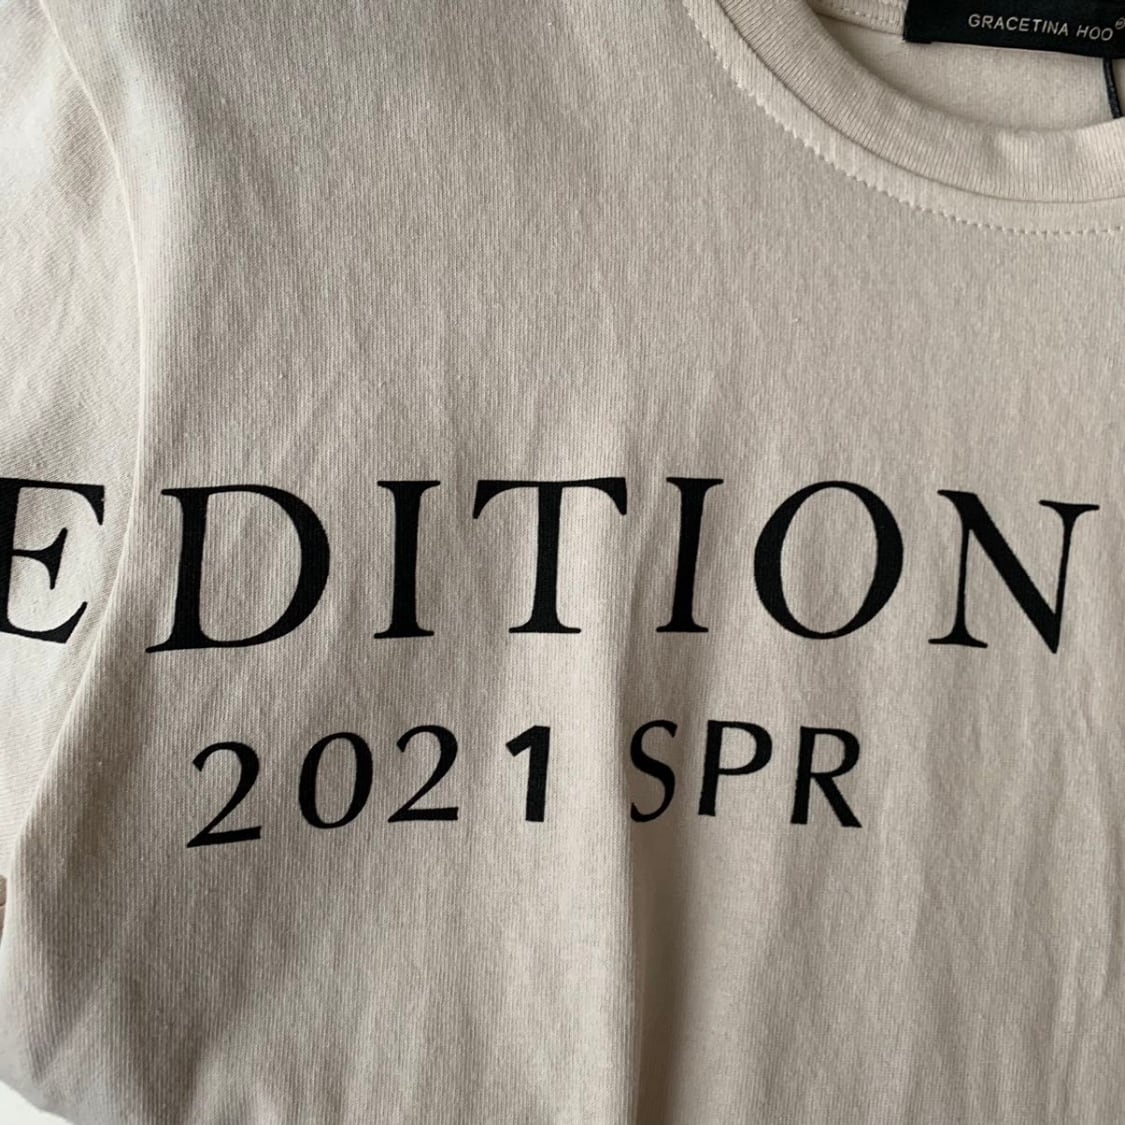 GRACETINA HOO®
EDITION
2021 SPR